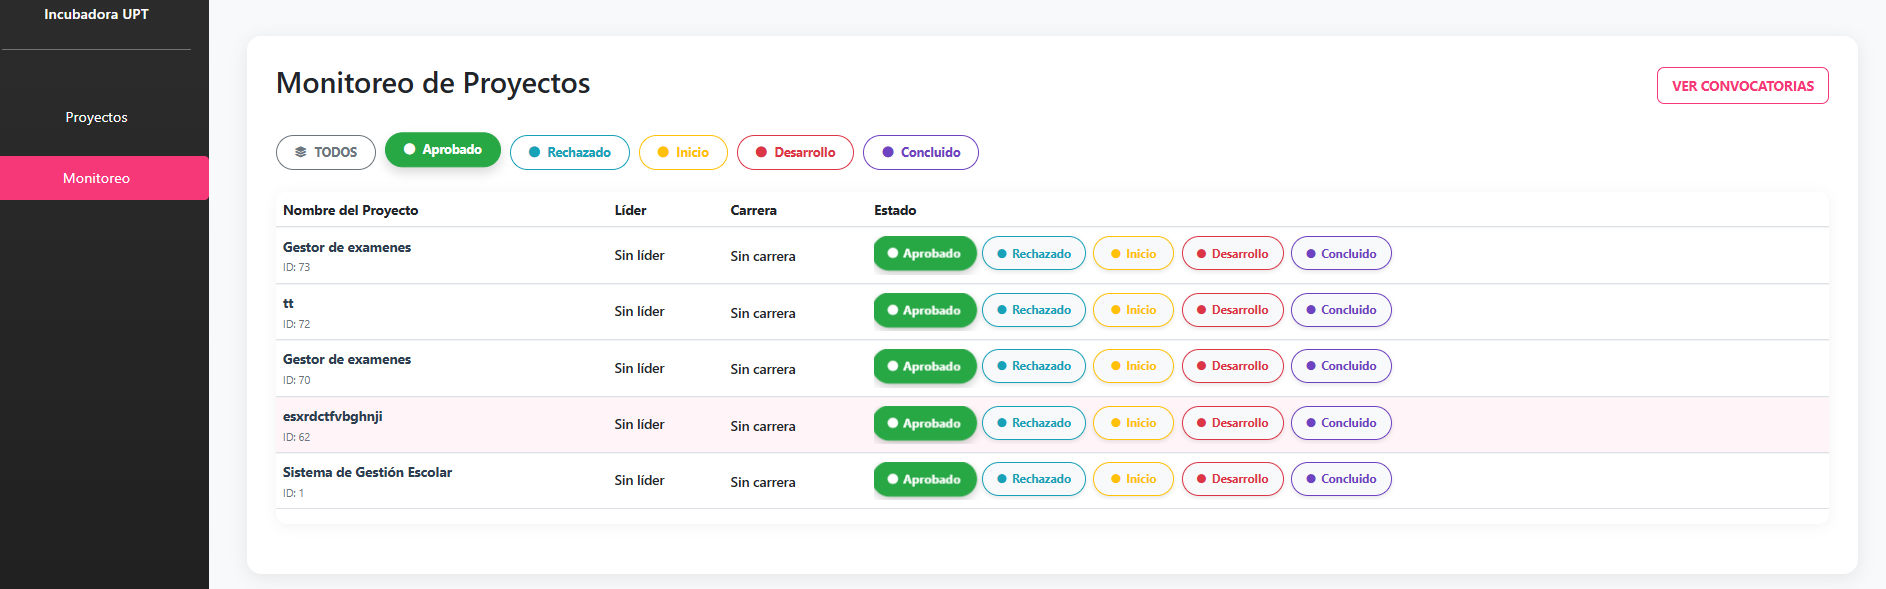 Incubadora UPT
Proyectos
Monitoreo
Monitoreo de Proyectos
VER CONVOCATORIAS
TODOS Aprobado Rechazado Inicio Desarrollo Concluido
Nombre del Proyecto Líder Carrera Estado
Gestor de examenes
ID: 73
Sin líder Sin carrera Aprobado Rechazado Inicio Desarrollo Concluido
tt
ID: 72
Sin líder Sin carrera Aprobado Rechazado Inicio Desarrollo Concluido
Gestor de examenes
ID: 70
Sin líder Sin carrera Aprobado Rechazado Inicio Desarrollo Concluido
esxrdctfvbghnji
ID: 62
Sin líder Sin carrera Aprobado Rechazado Inicio Desarrollo Concluido
Sistema de Gestión Escolar
ID: 1
Sin líder Sin carrera Aprobado Rechazado Inicio Desarrollo Concluido